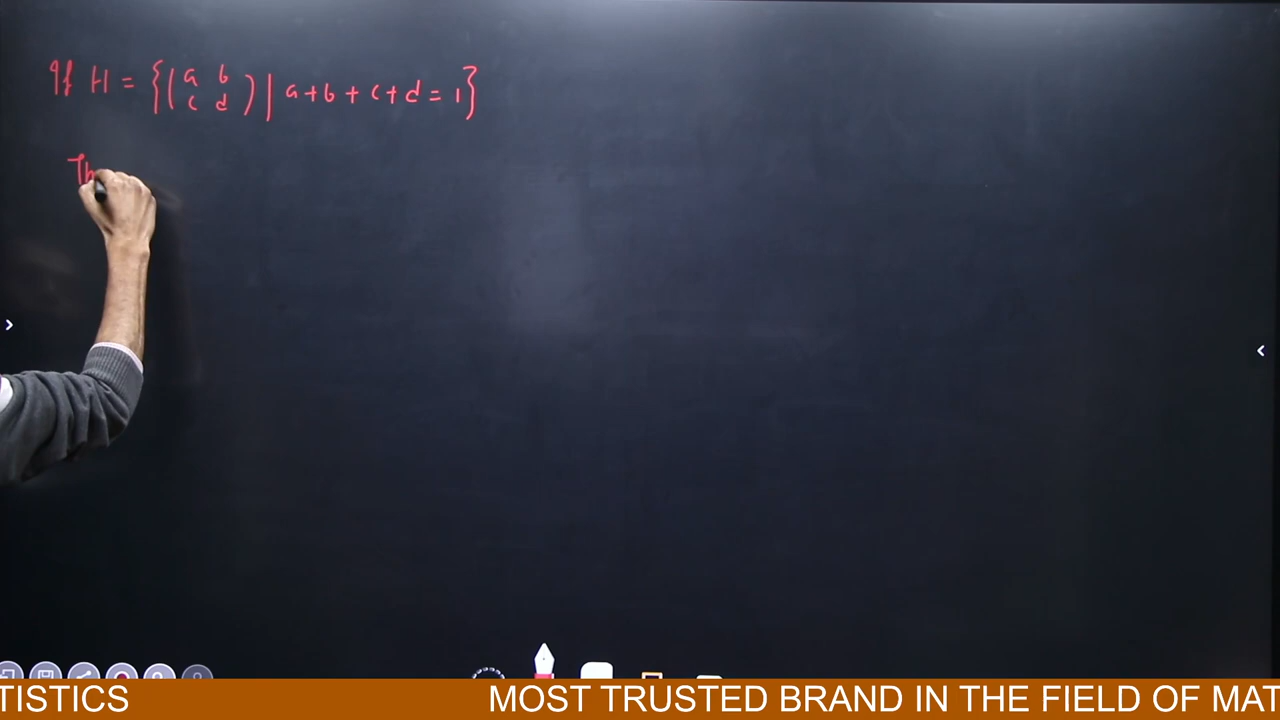 If H = {(a b
c d) | a+b+c+d = 1}
Th
TISTICS MOST TRUSTED BRAND IN THE FIELD OF MAT